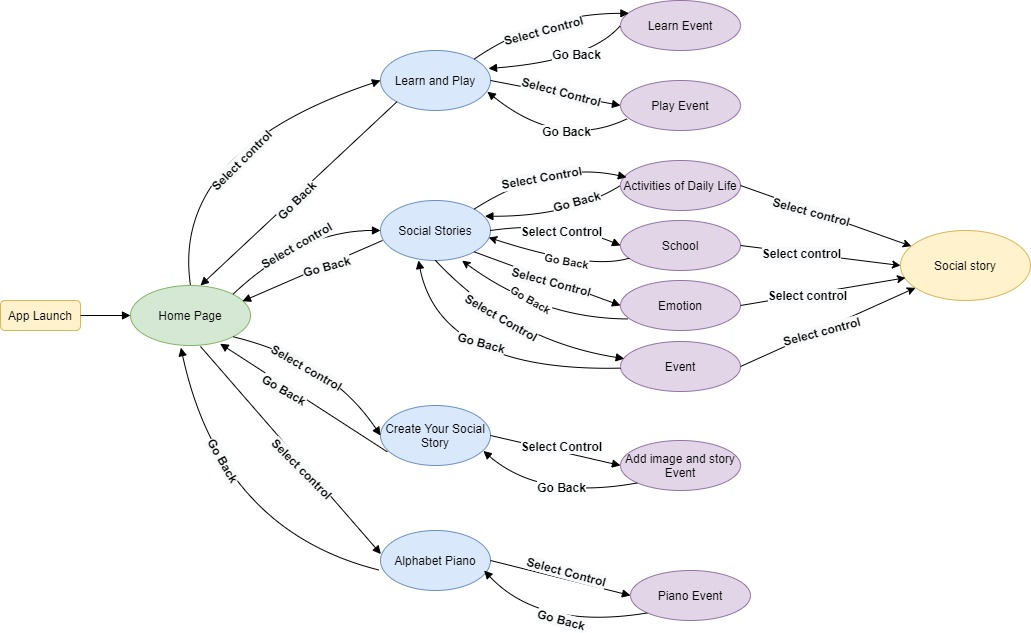 Select Control
Learn Event
Go Back
Learn and Play
Select Control
Play Event
Go Back
Select control
Go Back
Select Control
Activities of Daily Life
Go Back
Select control
Select control
Social Stories
Select Control
School
Go Back
Select control
Social story
Go Back
Select Control
Emotion
Go Back
Select control
App Launch
Home Page
Select Control
Go Back
Event
Select control
Select control
Go Back
Create Your Social
Story
Select Control
Add image and story
Event
Go Back
Select control
Go Back
Alphabet Piano
Select Control
Piano Event
Go Back